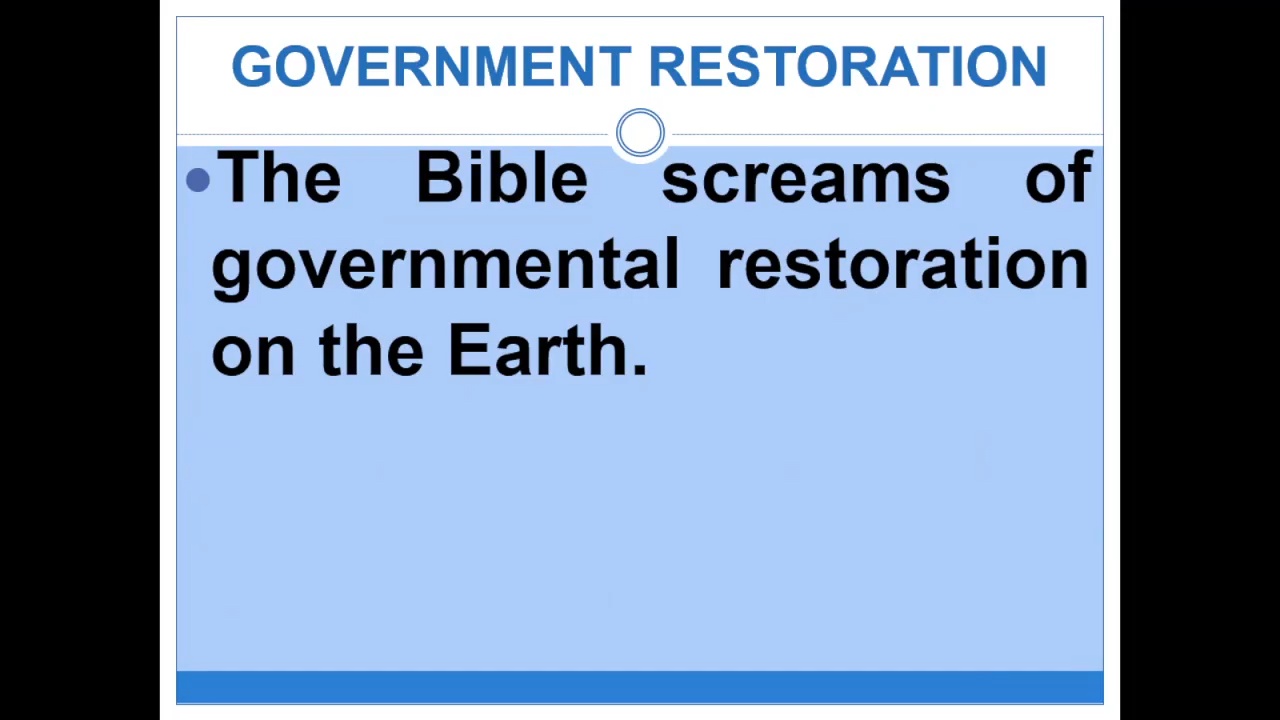 GOVERNMENT RESTORATION
•The Bible screams of
governmental restoration
on the Earth.